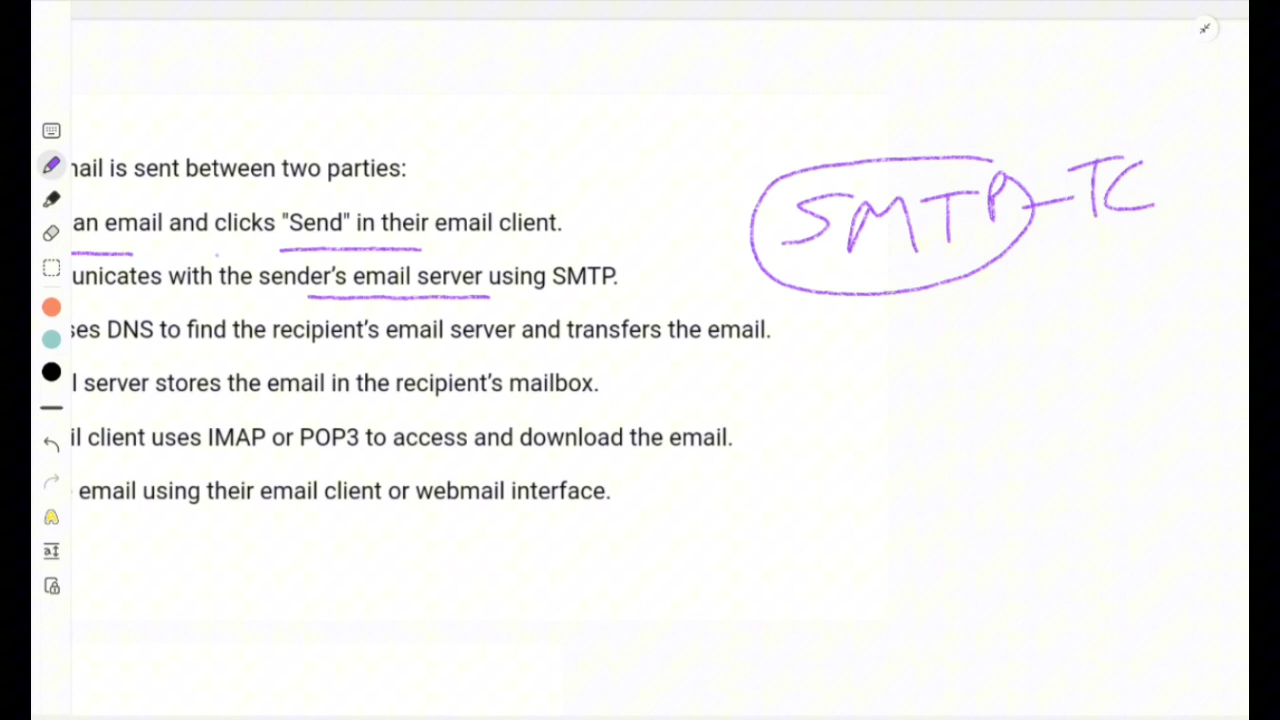 mail is sent between two parties:
SMTP-TC
an email and clicks "Send" in their email client.
unicates with the sender's email server using SMTP.
ses DNS to find the recipient's email server and transfers the email.
l server stores the email in the recipient's mailbox.
il client uses IMAP or POP3 to access and download the email.
email using their email client or webmail interface.